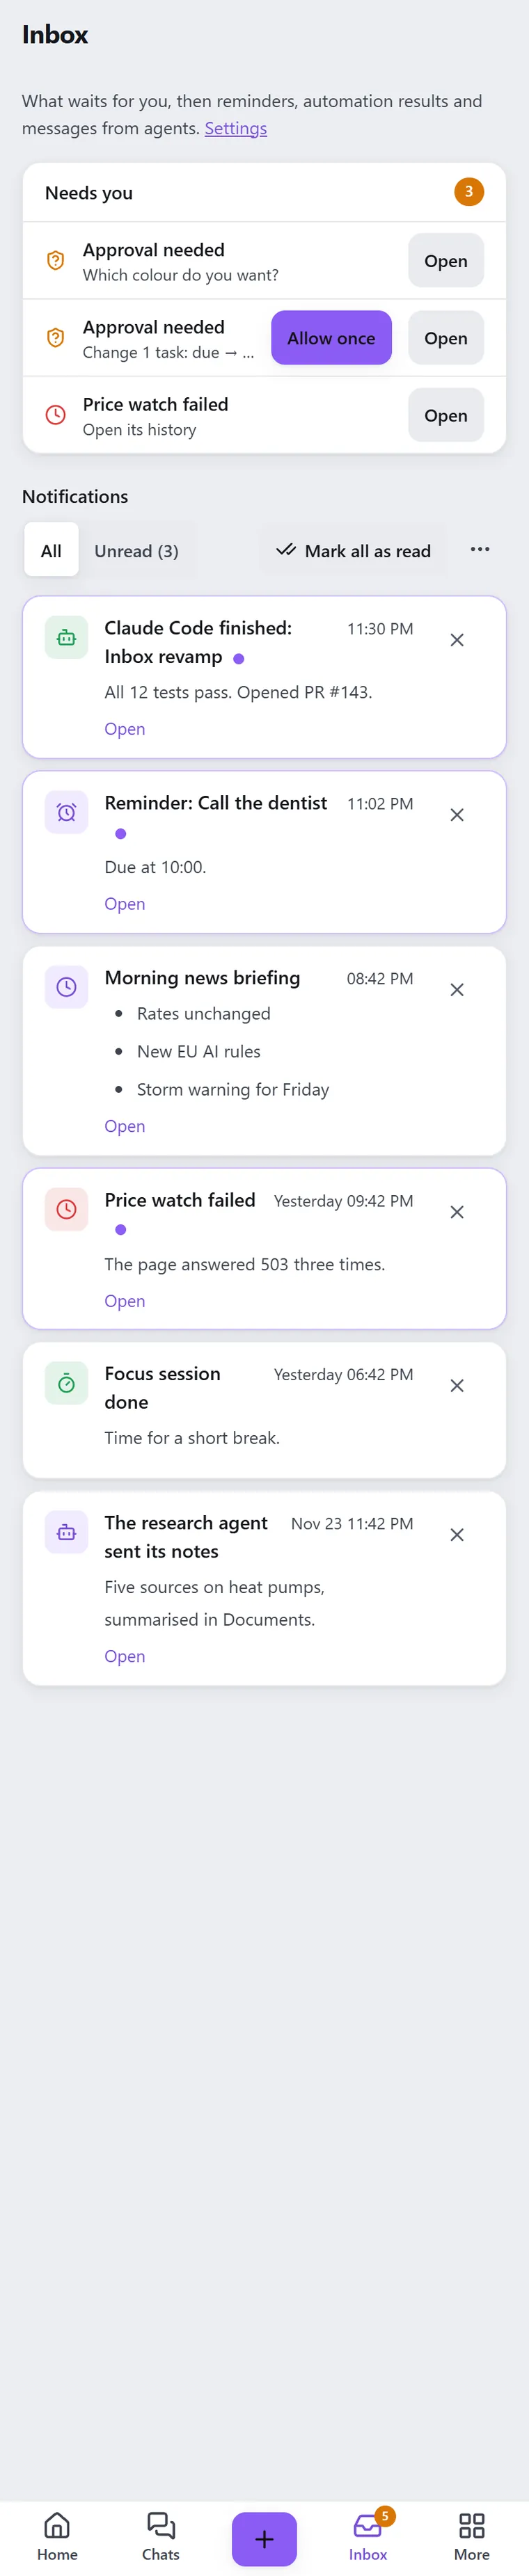 Inbox
What waits for you, then reminders, automation results and
messages from agents. Settings
Needs you
3
Approval needed
Which colour do you want?
Open
Approval needed
Change 1 task: due → ...
Allow once
Open
Price watch failed
Open its history
Open
Notifications
All
Unread (3)
Mark all as read
Claude Code finished:
Inbox revamp
11:30 PM
All 12 tests pass. Opened PR #143.
Open
Reminder: Call the dentist
11:02 PM
Due at 10:00.
Open
Morning news briefing
08:42 PM
Rates unchanged
New EU AI rules
Storm warning for Friday
Open
Price watch failed
Yesterday 09:42 PM
The page answered 503 three times.
Open
Focus session
done
Yesterday 06:42 PM
Time for a short break.
The research agent
sent its notes
Nov 23 11:42 PM
Five sources on heat pumps,
summarised in Documents.
Open
Home
Chats
5
Inbox
More